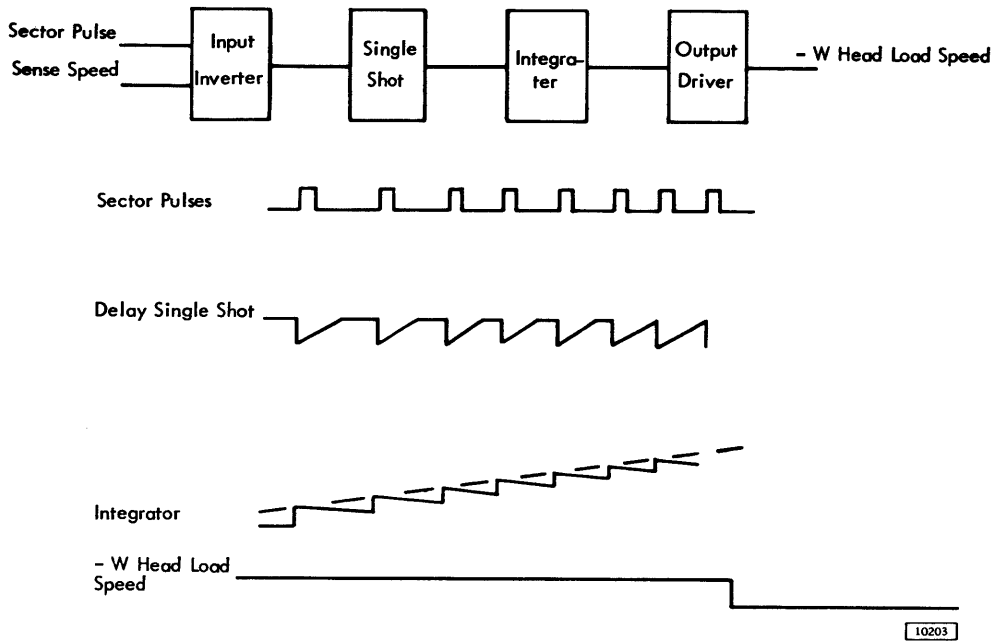 Sector Pulse
Sense Speed
Input
Inverter
Single
Shot
Integra-
ter
Output
Driver
- W Head Load Speed
Sector Pulses
Delay Single Shot
Integrator
- W Head Load
Speed
10203